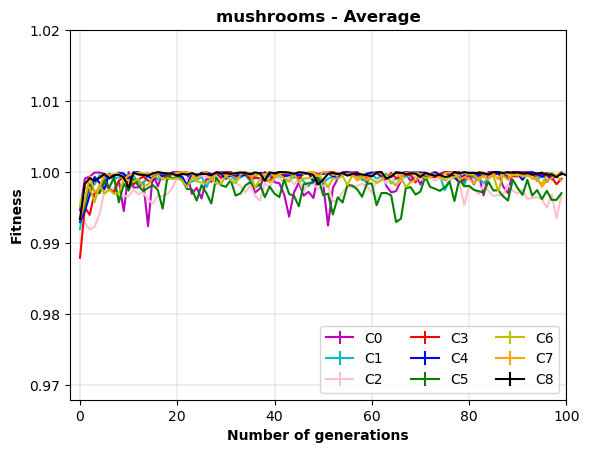 mushrooms - Average
1.02
1.01
1.00
0.99
0.98
0.97
Fitness
C0 C3 C6
C1 C4 C7
C2 C5 C8
0 20 40 60 80 100
Number of generations